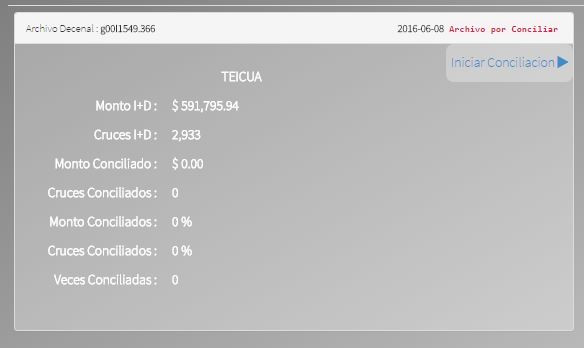 Archivo Decenal : g00l1549.366 2016-06-08 Archivo por Conciliar
Iniciar Conciliacion
TEICUA
Monto I+D : $ 591,795.94
Cruces I+D : 2,933
Monto Conciliado : $ 0.00
Cruces Conciliados : 0
Monto Conciliados : 0 %
Cruces Conciliados : 0 %
Veces Conciliadas : 0